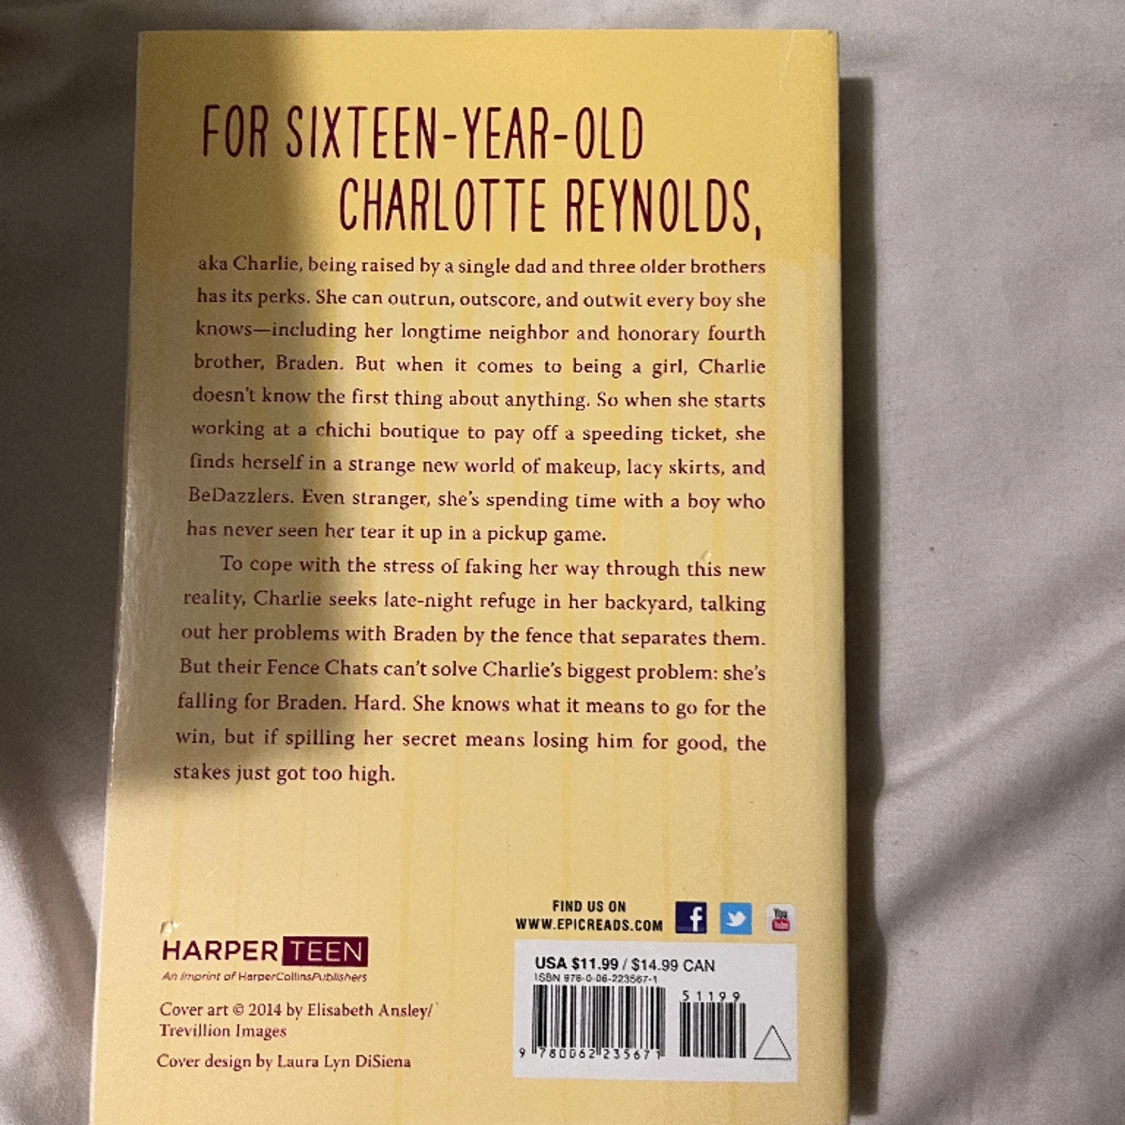 FOR SIXTEEN-YEAR-OLD
CHARLOTTE REYNOLDS,
aka Charlie, being raised by a single dad and three older brothers
has its perks. She can outrun, outscore, and outwit every boy she
knows—including her longtime neighbor and honorary fourth
brother, Braden. But when it comes to being a girl, Charlie
doesn't know the first thing about anything. So when she starts
working at a chichi boutique to pay off a speeding ticket, she
finds herself in a strange new world of makeup, lacy skirts, and
BeDazzlers. Even stranger, she's spending time with a boy who
has never seen her tear it up in a pickup game.
To cope with the stress of faking her way through this new
reality, Charlie seeks late-night refuge in her backyard, talking
out her problems with Braden by the fence that separates them.
But their Fence Chats can't solve Charlie's biggest problem: she's
falling for Braden. Hard. She knows what it means to go for the
win, but if spilling her secret means losing him for good, the
stakes just got too high.
FIND US ON
WWW.EPICREADS.COM
f
You
Tube
HARPER TEEN
An Imprint of HarperCollinsPublishers
Cover art © 2014 by Elisabeth Ansley/
Trevillion Images
Cover design by Laura Lyn DiSiena
USA $11.99 / $14.99 CAN
ISBN 978-0-06-223567-1
51199
9 780062 235671